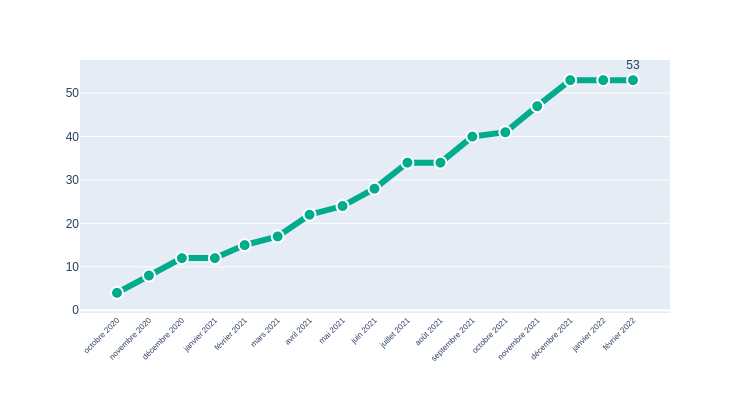 53
50
40
30
20
10
0
octobre 2020
novembre 2020
décembre 2020
janvier 2021
février 2021
mars 2021
avril 2021
mai 2021
juin 2021
juillet 2021
août 2021
septembre 2021
octobre 2021
novembre 2021
décembre 2021
janvier 2022
février 2022